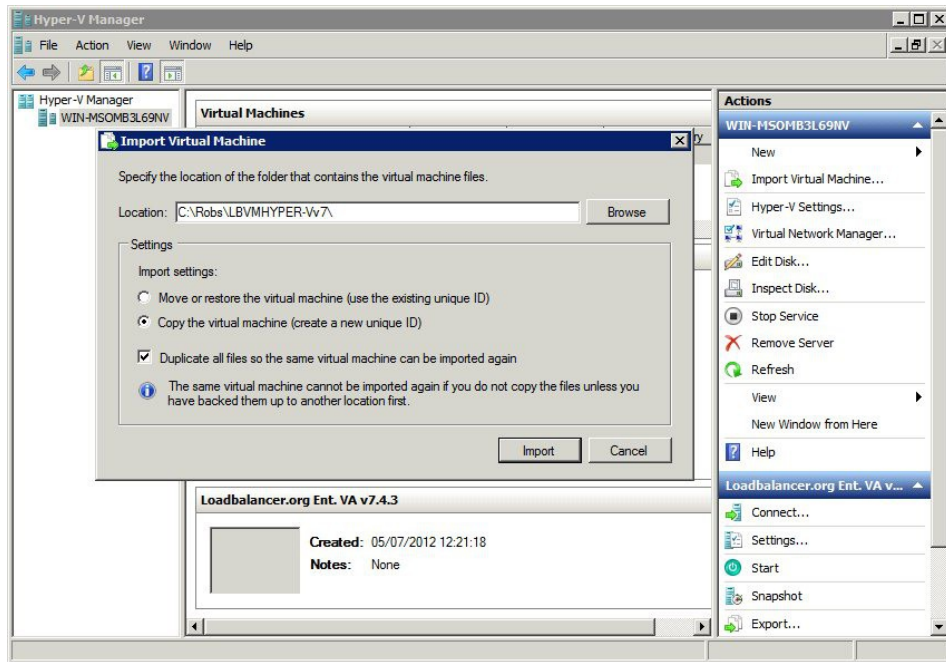 Hyper-V Manager
File Action View Window Help
Hyper-V Manager
WIN-MSOMB3L69NV
Virtual Machines
Import Virtual Machine
Specify the location of the folder that contains the virtual machine files.
Location: C:\Robs\LBVMHYPER-Vv7\ Browse
Settings
Import settings:
Move or restore the virtual machine (use the existing unique ID)
Copy the virtual machine (create a new unique ID)
Duplicate all files so the same virtual machine can be imported again
The same virtual machine cannot be imported again if you do not copy the files unless you
have backed them up to another location first.
Import Cancel
Loadbalancer.org Ent. VA v7.4.3
Created: 05/07/2012 12:21:18
Notes: None
Actions
WIN-MSOMB3L69NV
New
Import Virtual Machine...
Hyper-V Settings...
Virtual Network Manager...
Edit Disk...
Inspect Disk...
Stop Service
Remove Server
Refresh
View
New Window from Here
Help
Loadbalancer.org Ent. VA v...
Connect...
Settings...
Start
Snapshot
Export...